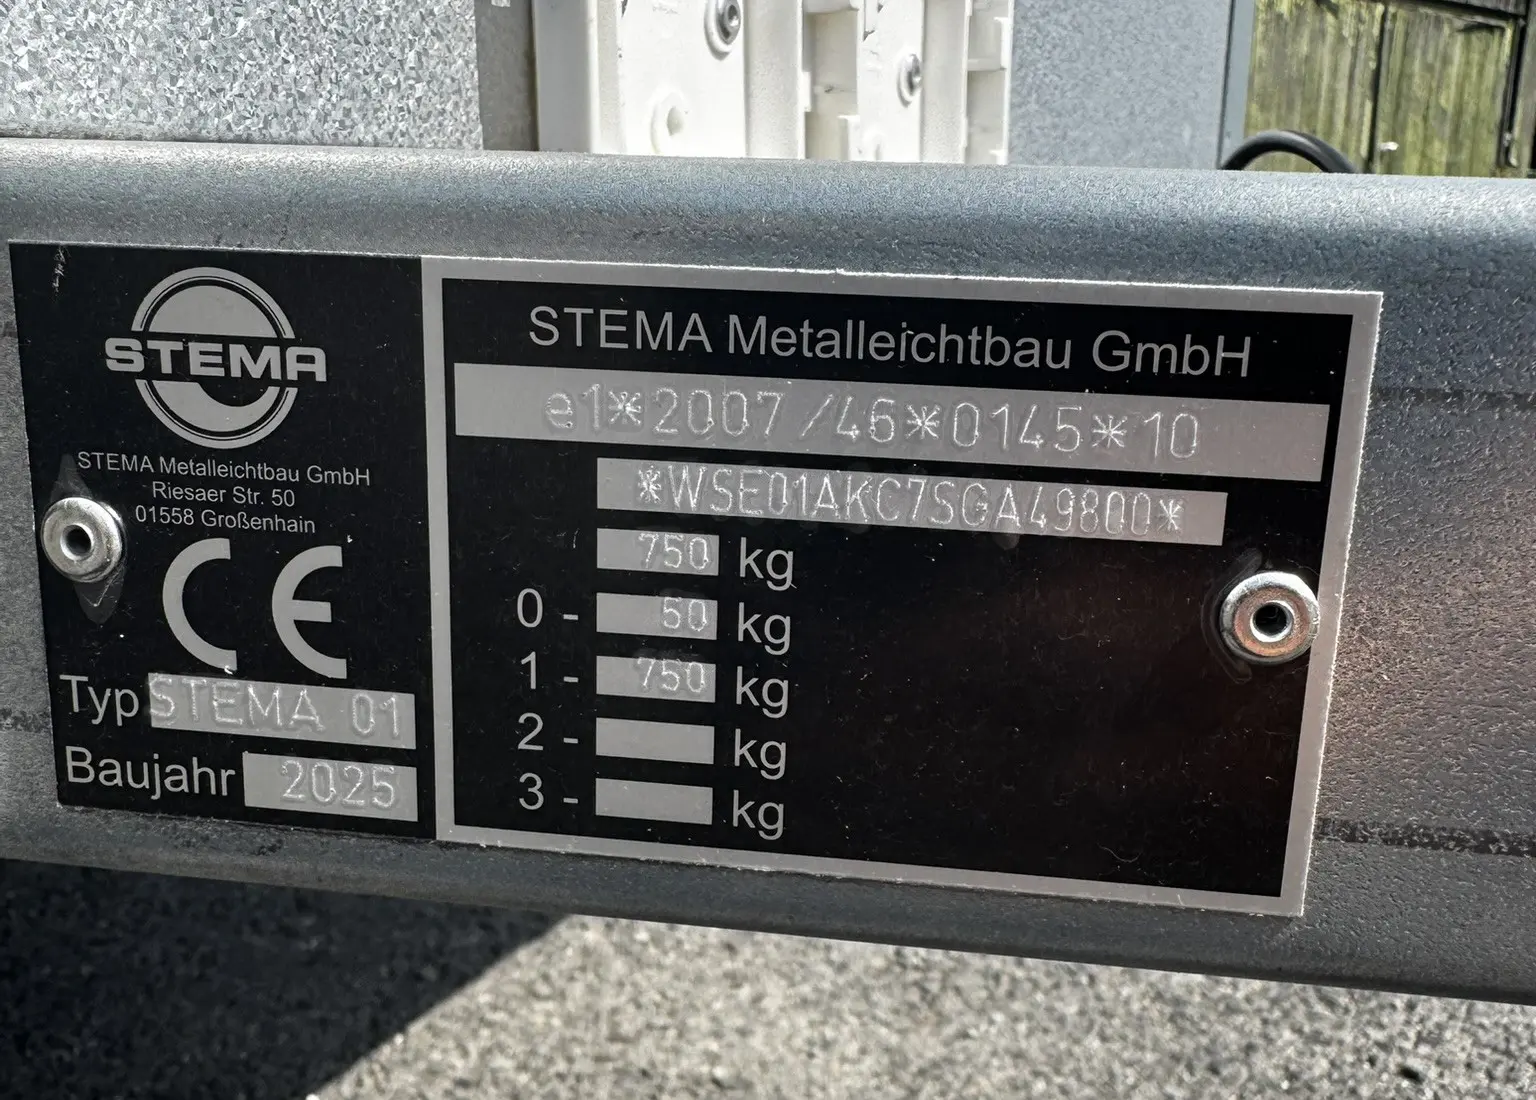 STEMA
STEMA Metalleichtbau GmbH
Riesaer Str. 50
01558 Großenhain
CE
Typ STEMA 01
Baujahr 2025
STEMA Metalleichtbau GmbH
e1*2007/46*0145*10
*WSE01AKC7SGA49800*
750 kg
0 - 50 kg
1 - 750 kg
2 - kg
3 - kg